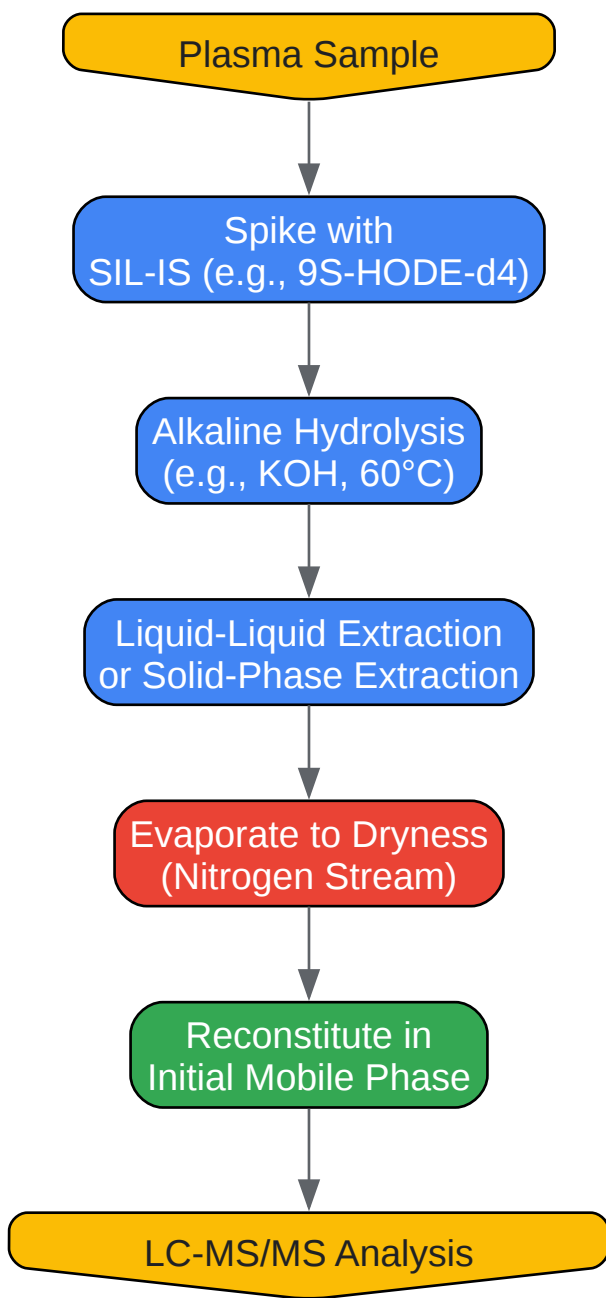 Plasma Sample
Spike with
SIL-IS (e.g., 9S-HODE-d4)
Alkaline Hydrolysis
(e.g., KOH, 60°C)
Liquid-Liquid Extraction
or Solid-Phase Extraction
Evaporate to Dryness
(Nitrogen Stream)
Reconstitute in
Initial Mobile Phase
LC-MS/MS Analysis